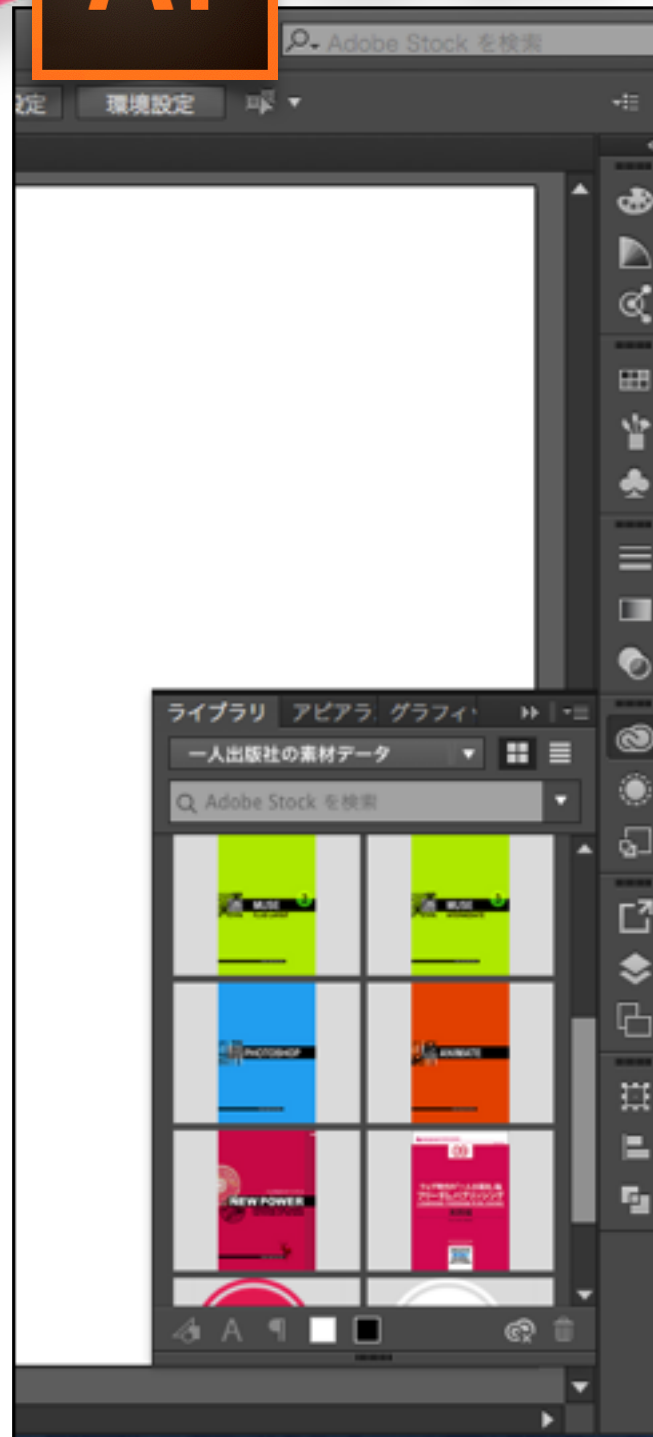 Ai
Adobe Stock を検索
設定
環境設定
ライブラリ アピアラ グラフィ
一人出版社の素材データ
Adobe Stock を検索
MUSE
MUSE
PHOTOSHOP
ANIMATE
NEW POWER
09
A ¶